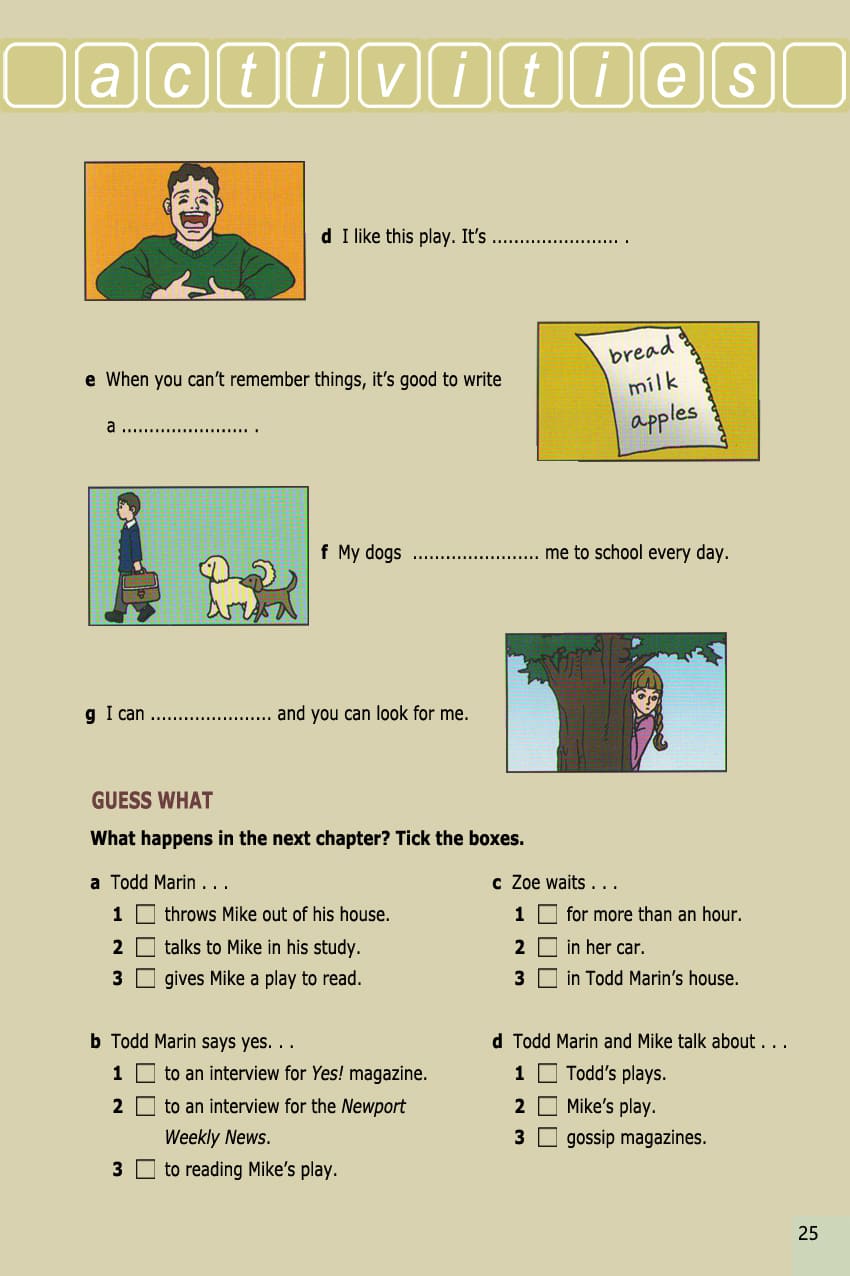 activities
d I like this play. It's ....................... .
bread
milk
apples
e When you can't remember things, it's good to write
a ....................... .
f My dogs ....................... me to school every day.
g I can ...................... and you can look for me.
GUESS WHAT
What happens in the next chapter? Tick the boxes.
a Todd Marin . . .
1 throws Mike out of his house.
2 talks to Mike in his study.
3 gives Mike a play to read.
b Todd Marin says yes. . .
1 to an interview for Yes! magazine.
2 to an interview for the Newport
Weekly News.
3 to reading Mike's play.
c Zoe waits . . .
1 for more than an hour.
2 in her car.
3 in Todd Marin's house.
d Todd Marin and Mike talk about . . .
1 Todd's plays.
2 Mike's play.
3 gossip magazines.
25